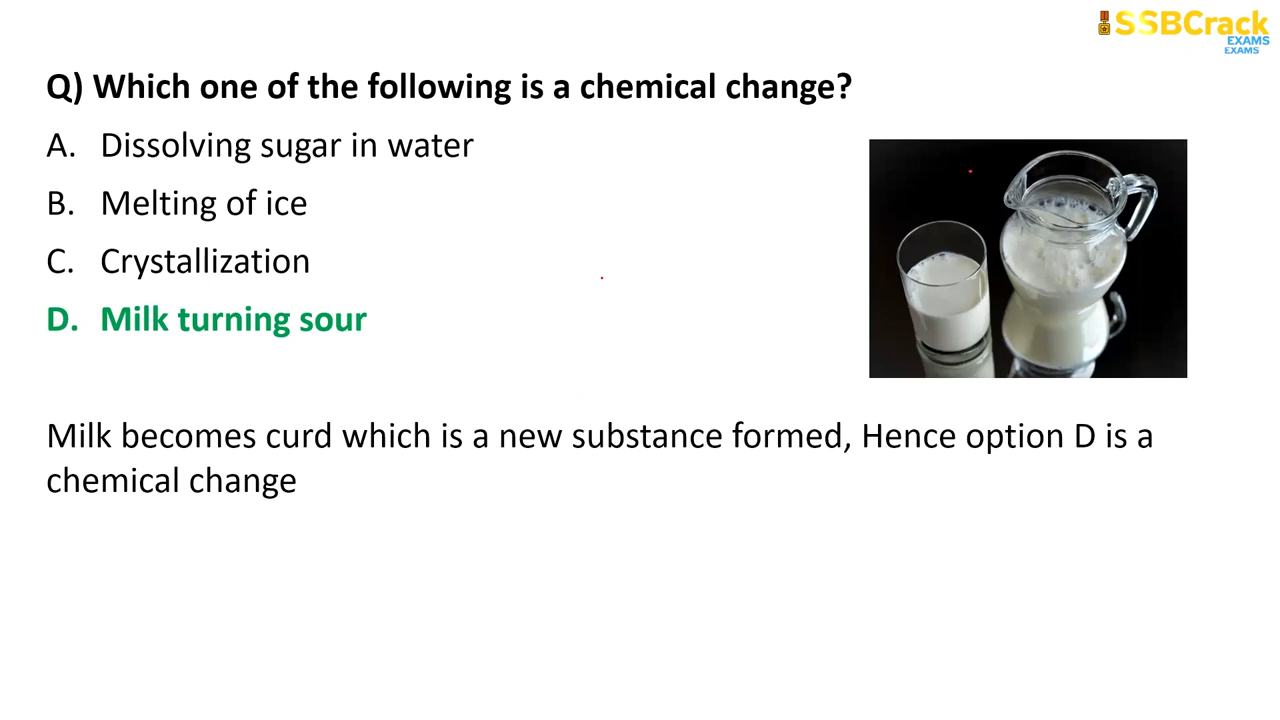 SSBCrack
EXAMS
EXAMS
Q) Which one of the following is a chemical change?
A. Dissolving sugar in water
B. Melting of ice
C. Crystallization
D. Milk turning sour
Milk becomes curd which is a new substance formed, Hence option D is a
chemical change